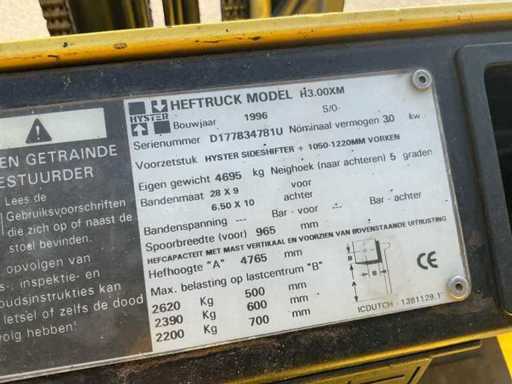 EN GETRAINDE
ESTUURDER
Lees de
Gebruiksvoorschriften
die zich op of naast de
stoel bevinden.
opvolgen van
s, inspektie- en
oudsinstrukties kan
letsel of zelfs de dood
lg hebben!
HYSTER
HEFTRUCK MODEL H3.00XM
Bouwjaar 1996 S/O-
Serienummer D177B34781U Nominaal vermogen 30 kw
Voorzetstuk HYSTER SIDESHIFTER + 1050-1220MM VORKEN
Eigen gewicht 4695 kg Neighoek (naar achteren) 5 graden
Bandenmaat 28 X 9 voor
6.50 X 10 achter
Bandenspanning --- Bar - voor --- Bar - achter
Spoorbreedte (voor) 965 mm
HEFCAPACITEIT MET MAST VERTIKAAL EN VOORZIEN VAN BOVENSTAANDE UITRUSTING
Hefhoogte "A" 4765 mm
Max. belasting op lastcentrum "B"
2620 Kg 500 mm
2390 Kg 600 mm
2200 Kg 700 mm
B
A
CE
ICDUTCH - 1381129.1